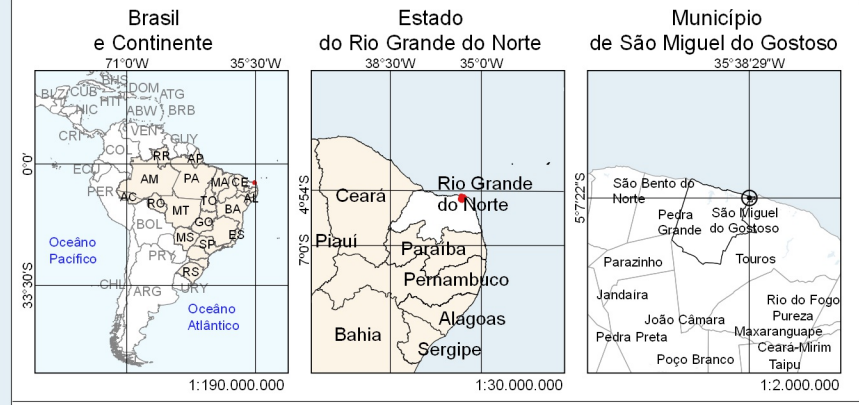 Brasil
e Continente
71°0'W 35°30'W
0°0'
33°30'S
BHS
BLZ CUB DOM ATG
HTI
NIC ABW BRB
CRI VEN
GUY
COL
ECU
PER
BOL
PRY
CHL ARG URY
RR AP
AM PA MA CE
AC RO TO AL
MT BA
GO
MS ES
SP
RS
Oceâno
Pacífico
Oceâno
Atlântico
1:190.000.000
Estado
do Rio Grande do Norte
38°30'W 35°0'W
4°54'S
7°0'S
Ceará
Rio Grande
do Norte
Piauí
Paraíba
Pernambuco
Alagoas
Bahia
Sergipe
1:30.000.000
Município
de São Miguel do Gostoso
35°38'29"W
5°7'22"S
São Bento do
Norte
Pedra
Grande
São Miguel
do Gostoso
Parazinho
Touros
Jandaira
Rio do Fogo
Pureza
João Câmara
Maxaranguape
Pedra Preta
Ceará-Mirim
Poço Branco
Taipu
1:2.000.000